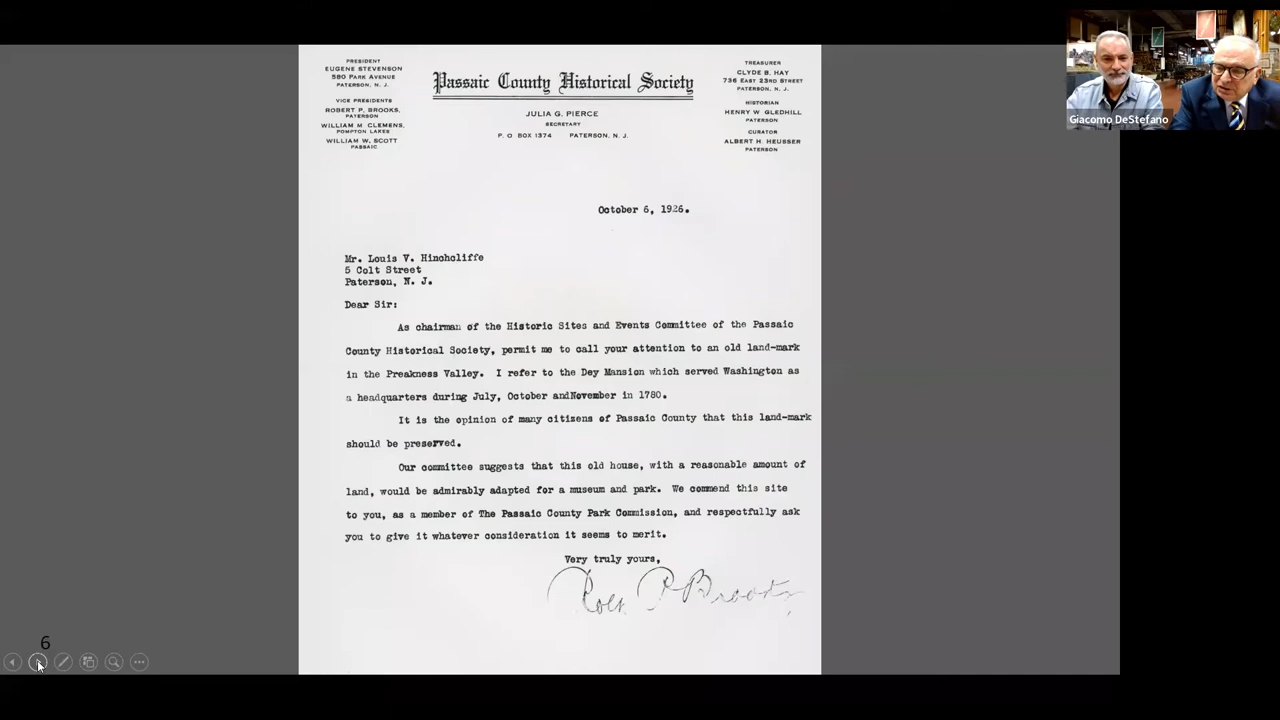 PRESIDENT
EUGENE STEVENSON
580 PARK AVENUE
PATERSON, N. J.
VICE PRESIDENTS
ROBERT P. BROOKS,
PATERSON
WILLIAM M. CLEMENS,
POMPTON LAKES
WILLIAM W. SCOTT
PASSAIC
Passaic County Historical Society
JULIA G. PIERCE
SECRETARY
P. O BOX 1374 PATERSON, N. J.
TREASURER
CLYDE B. HAY
736 EAST 23RD STREET
PATERSON, N. J.
HISTORIAN
HENRY W. GLEDHILL
PATERSON
CURATOR
ALBERT H. HEUSSER
PATERSON
October 6, 1926.
Mr. Louis V. Hinchcliffe
5 Colt Street
Paterson, N. J.
Dear Sir:
As chairman of the Historic Sites and Events Committee of the Passaic
County Historical Society, permit me to call your attention to an old land-mark
in the Preakness Valley. I refer to the Dey Mansion which served Washington as
a headquarters during July, October andNovember in 1780.
It is the opinion of many citizens of Passaic County that this land-mark
should be preserved.
Our committee suggests that this old house, with a reasonable amount of
land, would be admirably adapted for a museum and park. We commend this site
to you, as a member of The Passaic County Park Commission, and respectfully ask
you to give it whatever consideration it seems to merit.
Very truly yours,
Robt. P Brooks
6
Giacomo DeStefano